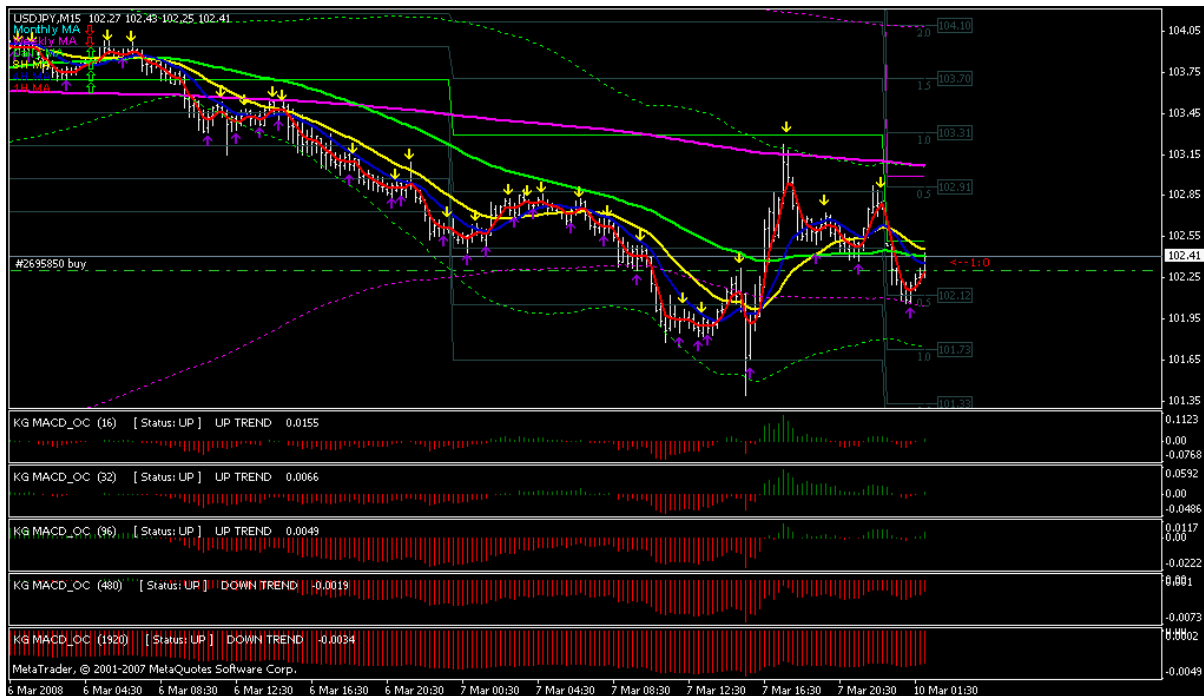 USDJPY,M15 102.27 102.43 102.25 102.41
Monthly MA
MA
1H MA
#2695850 buy
<--1:0
2.0 104.10
1.5 103.70
1.0 103.31
0.5 102.91
0.5 102.12
1.0 101.73
101.33
104.05
103.75
103.45
103.15
102.85
102.55
102.41
102.25
101.95
101.65
101.35
KG MACD_OC (16) [ Status: UP ] UP TREND 0.0155
0.1123
0.00
-0.0768
KG MACD_OC (32) [ Status: UP ] UP TREND 0.0066
0.0592
0.00
-0.0486
KG MACD_OC (96) [ Status: UP ] UP TREND 0.0049
0.0117
0.00
-0.0222
KG MACD_OC (480) [ Status: UP ] DOWN TREND -0.0019
-0.0073
KG MACD_OC (1920) [ Status: UP ] DOWN TREND -0.0034
0.0002
-0.0049
MetaTrader, © 2001-2007 MetaQuotes Software Corp.
6 Mar 2008 6 Mar 04:30 6 Mar 08:30 6 Mar 12:30 6 Mar 16:30 6 Mar 20:30 7 Mar 00:30 7 Mar 04:30 7 Mar 08:30 7 Mar 12:30 7 Mar 16:30 7 Mar 20:30 10 Mar 01:30